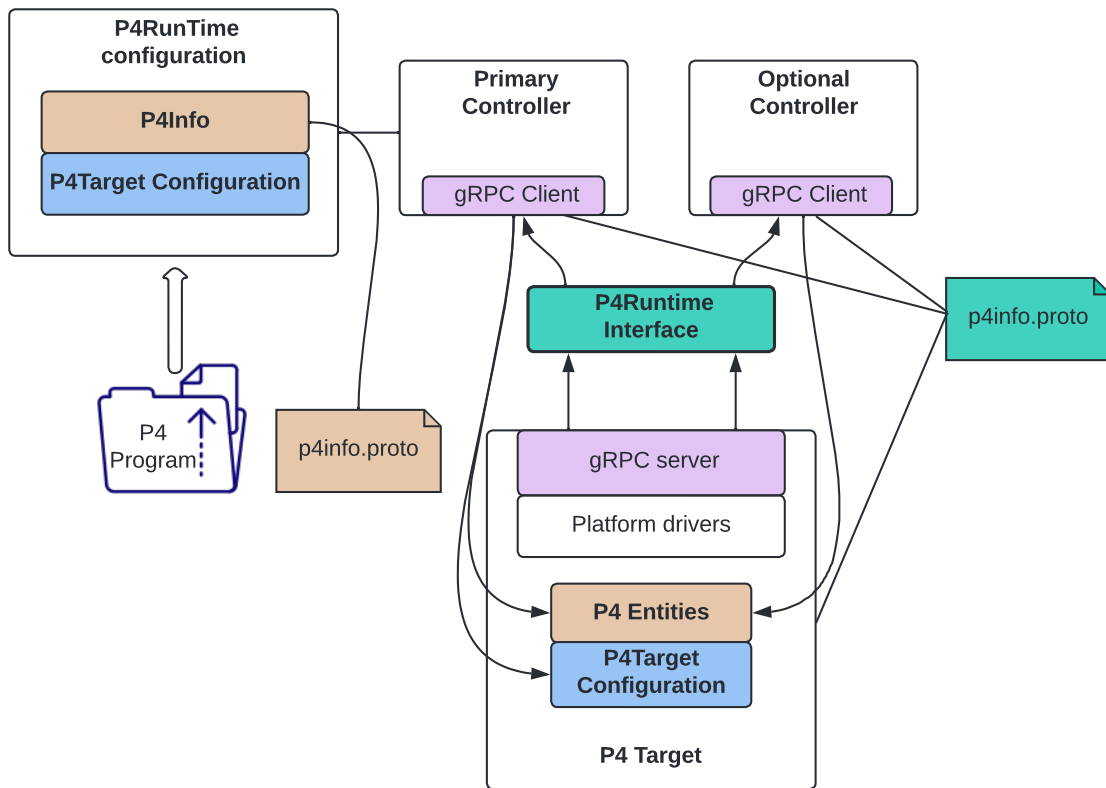 P4RunTime
configuration
P4Info
P4Target Configuration
Primary
Controller
gRPC Client
Optional
Controller
gRPC Client
P4Runtime
Interface
p4info.proto
P4
Program
p4info.proto
gRPC server
Platform drivers
P4 Entities
P4Target
Configuration
P4 Target